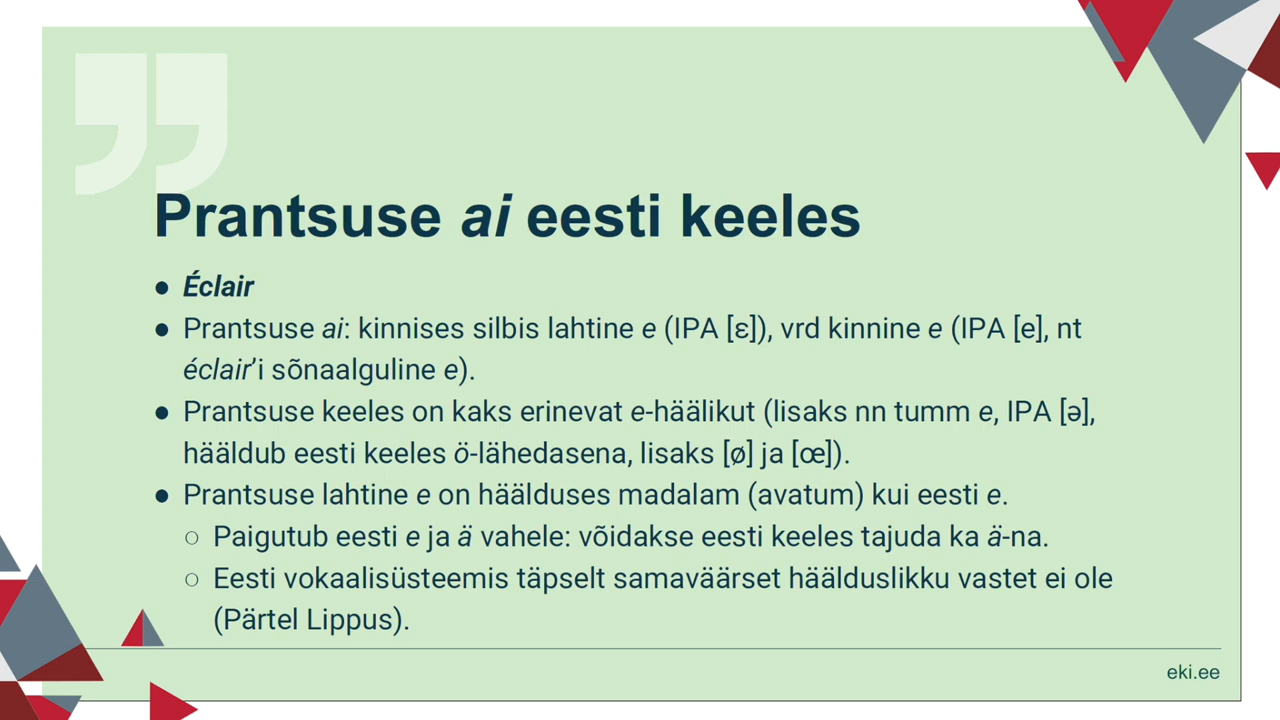 Prantsuse ai eesti keeles
● Éclair
● Prantsuse ai: kinnises silbis lahtine e (IPA [ɛ]), vrd kinnine e (IPA [e], nt
éclair’i sõnaalguline e).
● Prantsuse keeles on kaks erinevat e-häälikut (lisaks nn tumm e, IPA [ə],
hääldub eesti keeles ö-lähedasena, lisaks [ø] ja [œ]).
● Prantsuse lahtine e on häälduses madalam (avatum) kui eesti e.
○ Paigutub eesti e ja ä vahele: võidakse eesti keeles tajuda ka ä-na.
○ Eesti vokaalisüsteemis täpselt samaväärset häälduslikku vastet ei ole
(Pärtel Lippus).
eki.ee